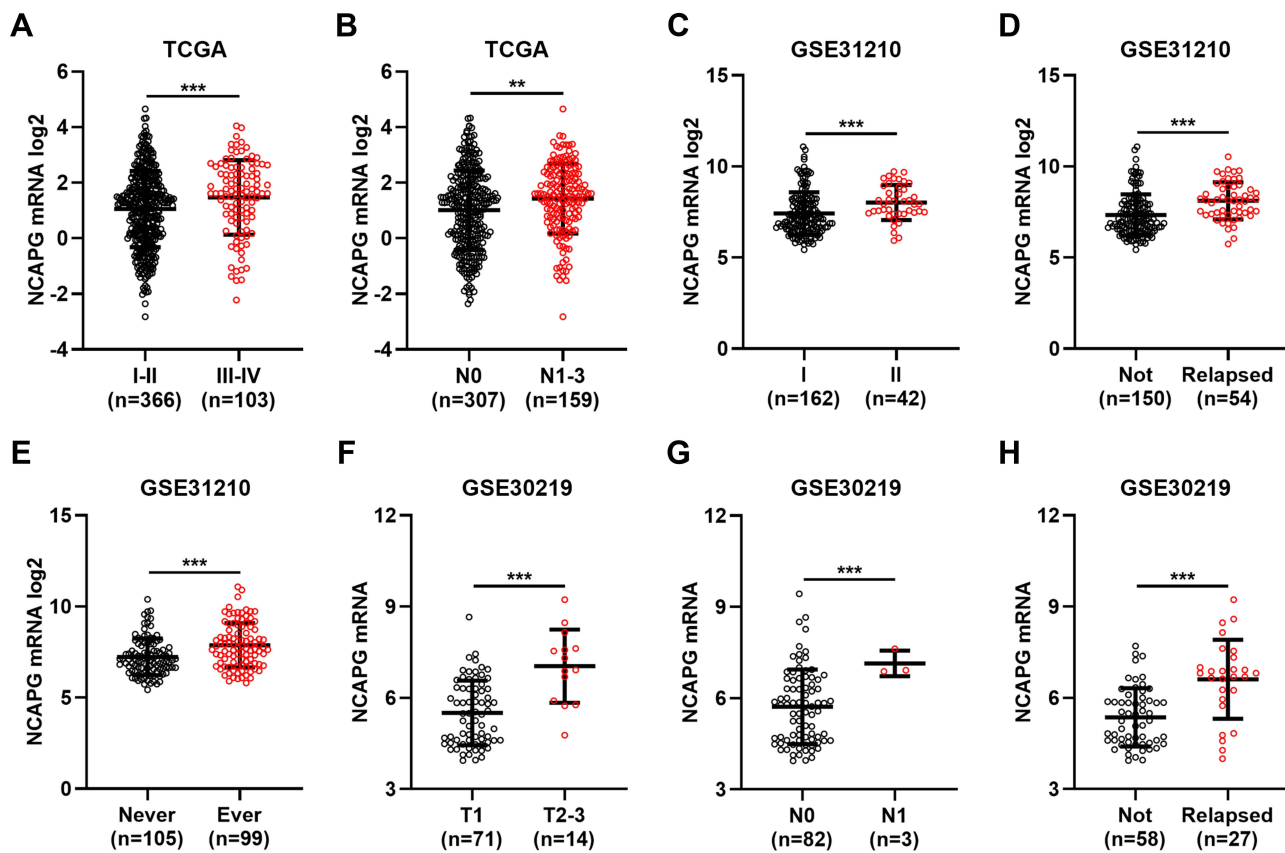 A
TCGA
NCAPG mRNA log2
6
4
2
0
-2
-4
***
I-II
(n=366)
III-IV
(n=103)
B
TCGA
NCAPG mRNA log2
6
4
2
0
-2
-4
**
N0
(n=307)
N1-3
(n=159)
C
GSE31210
NCAPG mRNA log2
15
10
5
0
***
I
(n=162)
II
(n=42)
D
GSE31210
NCAPG mRNA log2
15
10
5
0
***
Not
(n=150)
Relapsed
(n=54)
E
GSE31210
NCAPG mRNA log2
15
10
5
0
***
Never
(n=105)
Ever
(n=99)
F
GSE30219
NCAPG mRNA
12
9
6
3
***
T1
(n=71)
T2-3
(n=14)
G
GSE30219
NCAPG mRNA
12
9
6
3
***
N0
(n=82)
N1
(n=3)
H
GSE30219
NCAPG mRNA
12
9
6
3
***
Not
(n=58)
Relapsed
(n=27)